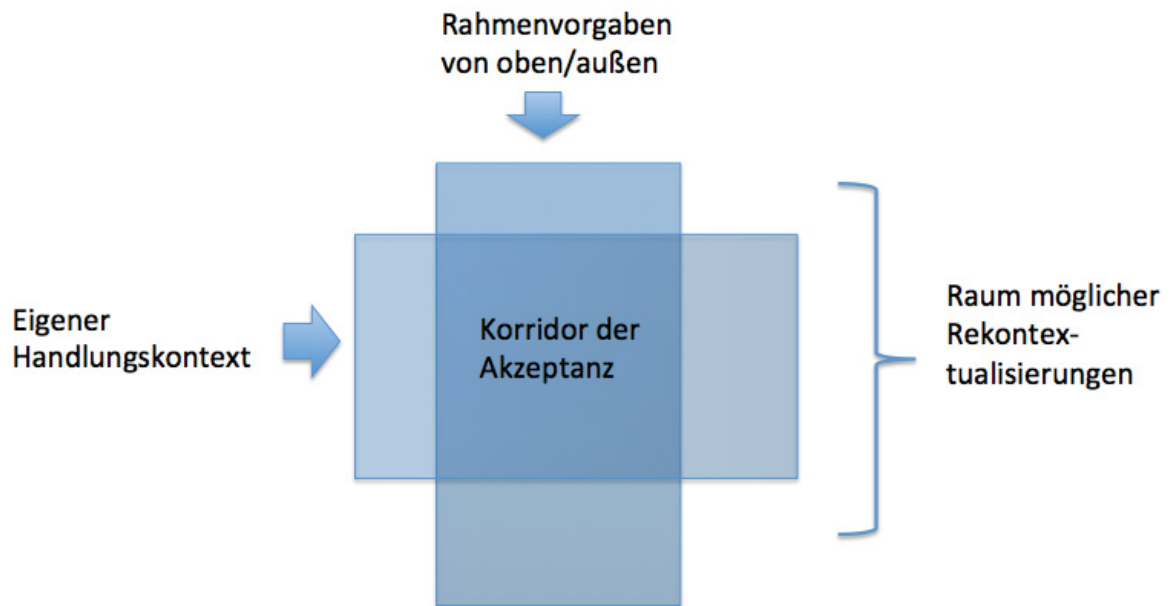 Rahmenvorgaben
von oben/außen
Eigener
Handlungskontext
Korridor der
Akzeptanz
Raum möglicher
Rekontex-
tualisierungen